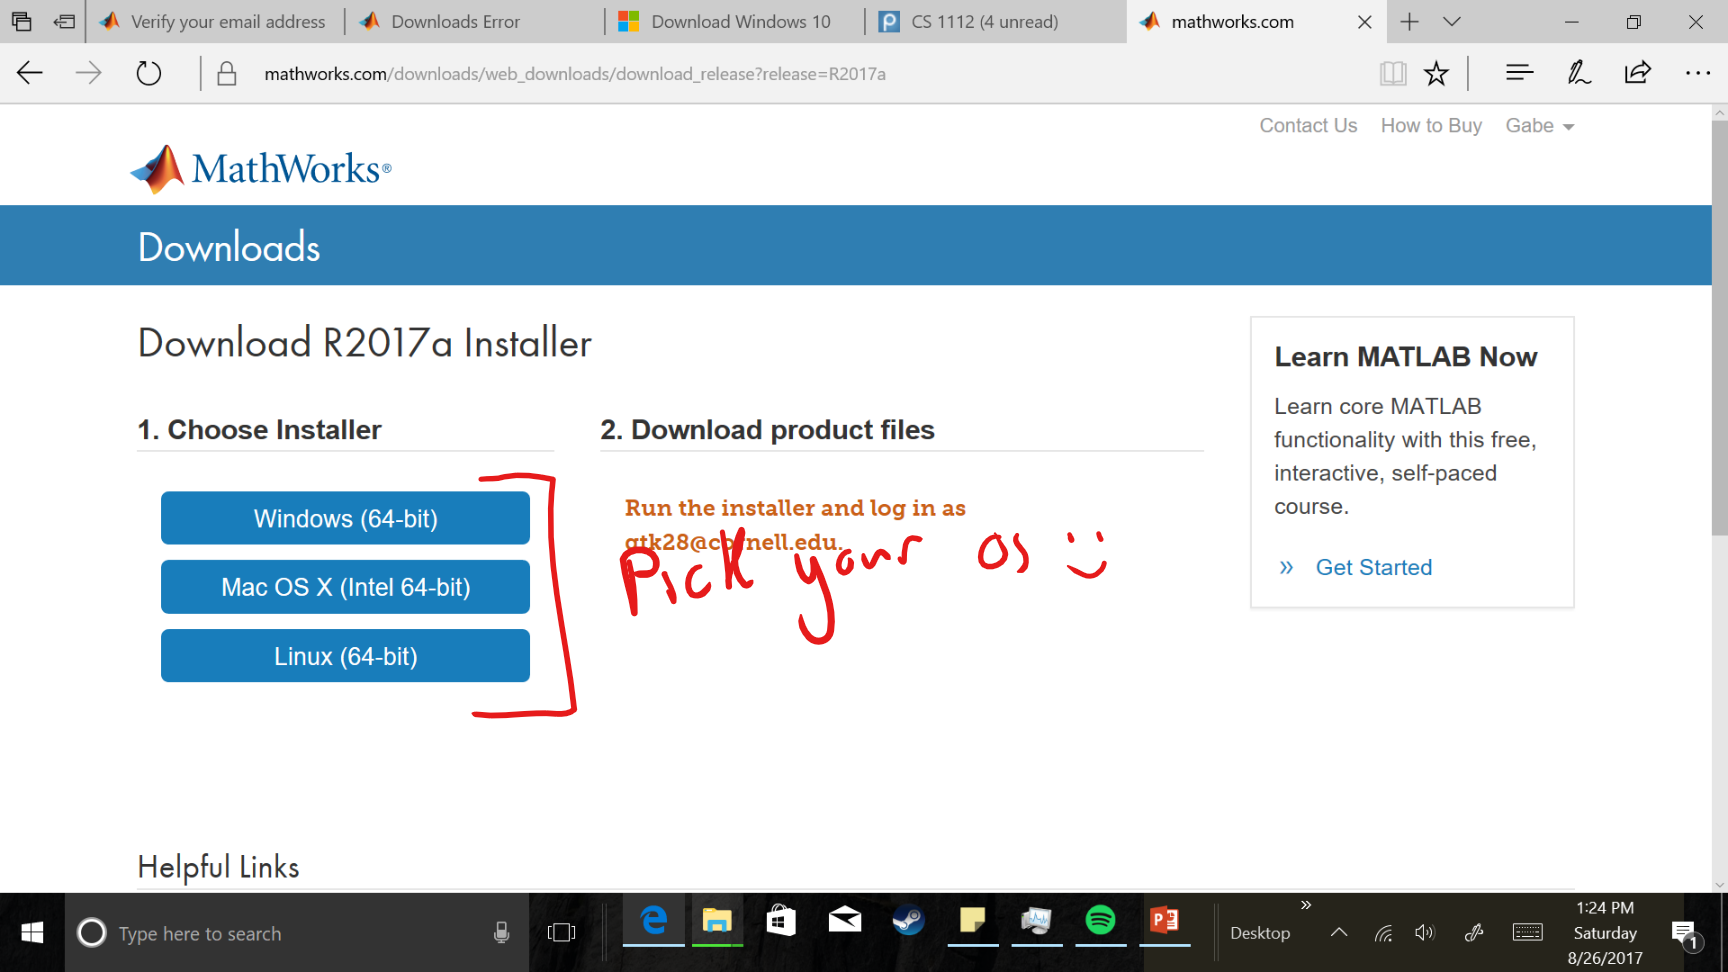 Verify your email address
Downloads Error
Download Windows 10
CS 1112 (4 unread)
mathworks.com
mathworks.com/downloads/web_downloads/download_release?release=R2017a
Contact Us How to Buy Gabe
MathWorks®
Downloads
Download R2017a Installer
1. Choose Installer
Windows (64-bit)
Mac OS X (Intel 64-bit)
Linux (64-bit)
2. Download product files
Run the installer and log in as
gtk28@cornell.edu.
Pick your os :)
Learn MATLAB Now
Learn core MATLAB
functionality with this free,
interactive, self-paced
course.
» Get Started
Helpful Links
Type here to search
Desktop
1:24 PM
Saturday
8/26/2017
1